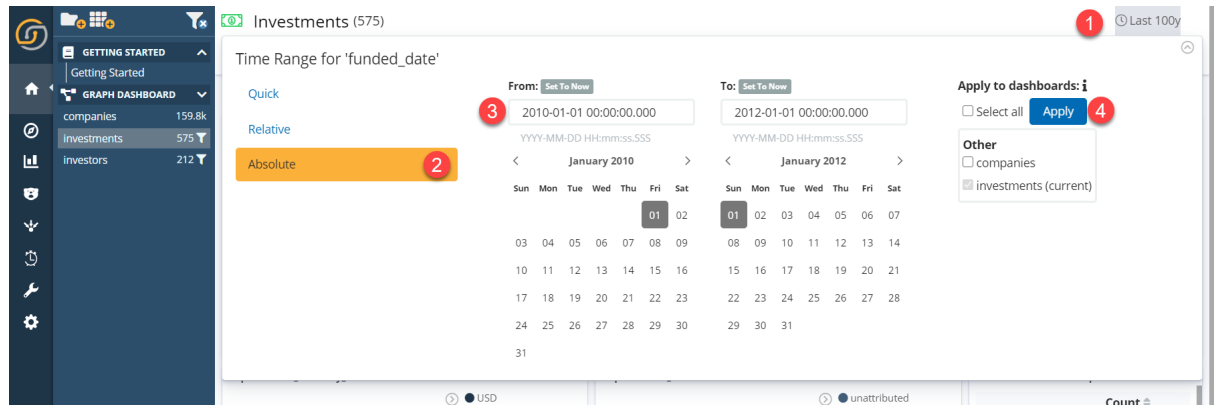 Investments (575)
1
Last 100y
GETTING STARTED
Getting Started
GRAPH DASHBOARD
companies 159.8k
investments 575
investors 212
Time Range for 'funded_date'
Quick
Relative
Absolute
2
From: Set To Now
3
2010-01-01 00:00:00.000
YYYY-MM-DD HH:mm:ss.SSS
< January 2010 >
Sun Mon Tue Wed Thu Fri Sat
01 02
03 04 05 06 07 08 09
10 11 12 13 14 15 16
17 18 19 20 21 22 23
24 25 26 27 28 29 30
31
To: Set To Now
2012-01-01 00:00:00.000
YYYY-MM-DD HH:mm:ss.SSS
< January 2012 >
Sun Mon Tue Wed Thu Fri Sat
01 02 03 04 05 06 07
08 09 10 11 12 13 14
15 16 17 18 19 20 21
22 23 24 25 26 27 28
29 30 31
Apply to dashboards: i
Select all Apply 4
Other
companies
investments (current)
USD
unattributed
Count